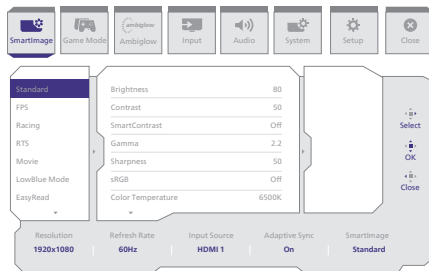 SmartImage
Game Mode
ambiglow
Ambiglow
Input
Audio
System
Setup
Close
Standard
FPS
Racing
RTS
Movie
LowBlue Mode
EasyRead
Brightness 80
Contrast 50
SmartContrast Off
Gamma 2.2
Sharpness 50
sRGB Off
Color Temperature 6500K
Select
OK
Close
Resolution Refresh Rate Input Source Adaptive Sync SmartImage
1920x1080 60Hz HDMI 1 On Standard